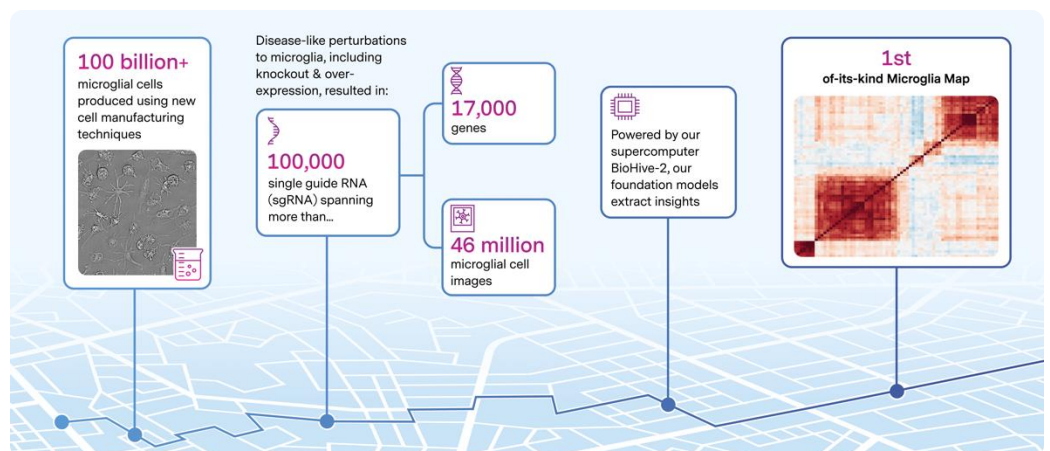 100 billion+
microglial cells
produced using new
cell manufacturing
techniques
Disease-like perturbations
to microglia, including
knockout & over-
expression, resulted in:
100,000
single guide RNA
(sgRNA) spanning
more than...
17,000
genes
46 million
microglial cell
images
Powered by our
supercomputer
BioHive-2, our
foundation models
extract insights
1st
of-its-kind Microglia Map